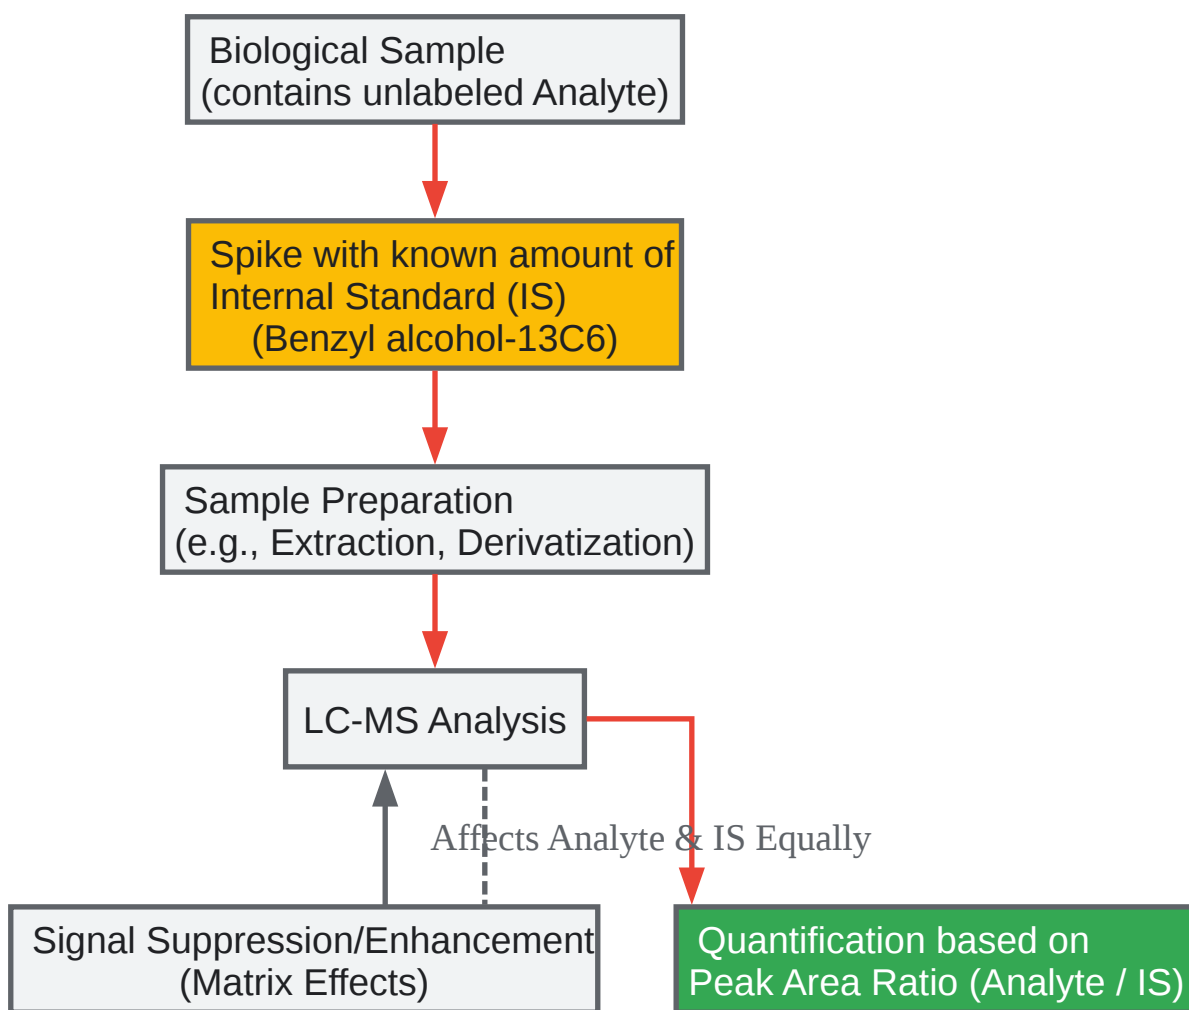 Biological Sample
(contains unlabeled Analyte)
Spike with known amount of
Internal Standard (IS)
(Benzyl alcohol-13C6)
Sample Preparation
(e.g., Extraction, Derivatization)
LC-MS Analysis
Affects Analyte & IS Equally
Signal Suppression/Enhancement
(Matrix Effects)
Quantification based on
Peak Area Ratio (Analyte / IS)